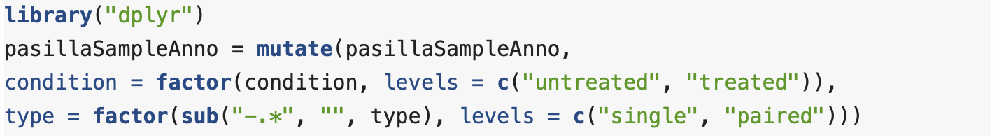 library("dplyr")
pasillaSampleAnno = mutate(pasillaSampleAnno,
condition = factor(condition, levels = c("untreated", "treated")),
type = factor(sub("-.*", "", type), levels = c("single", "paired")))